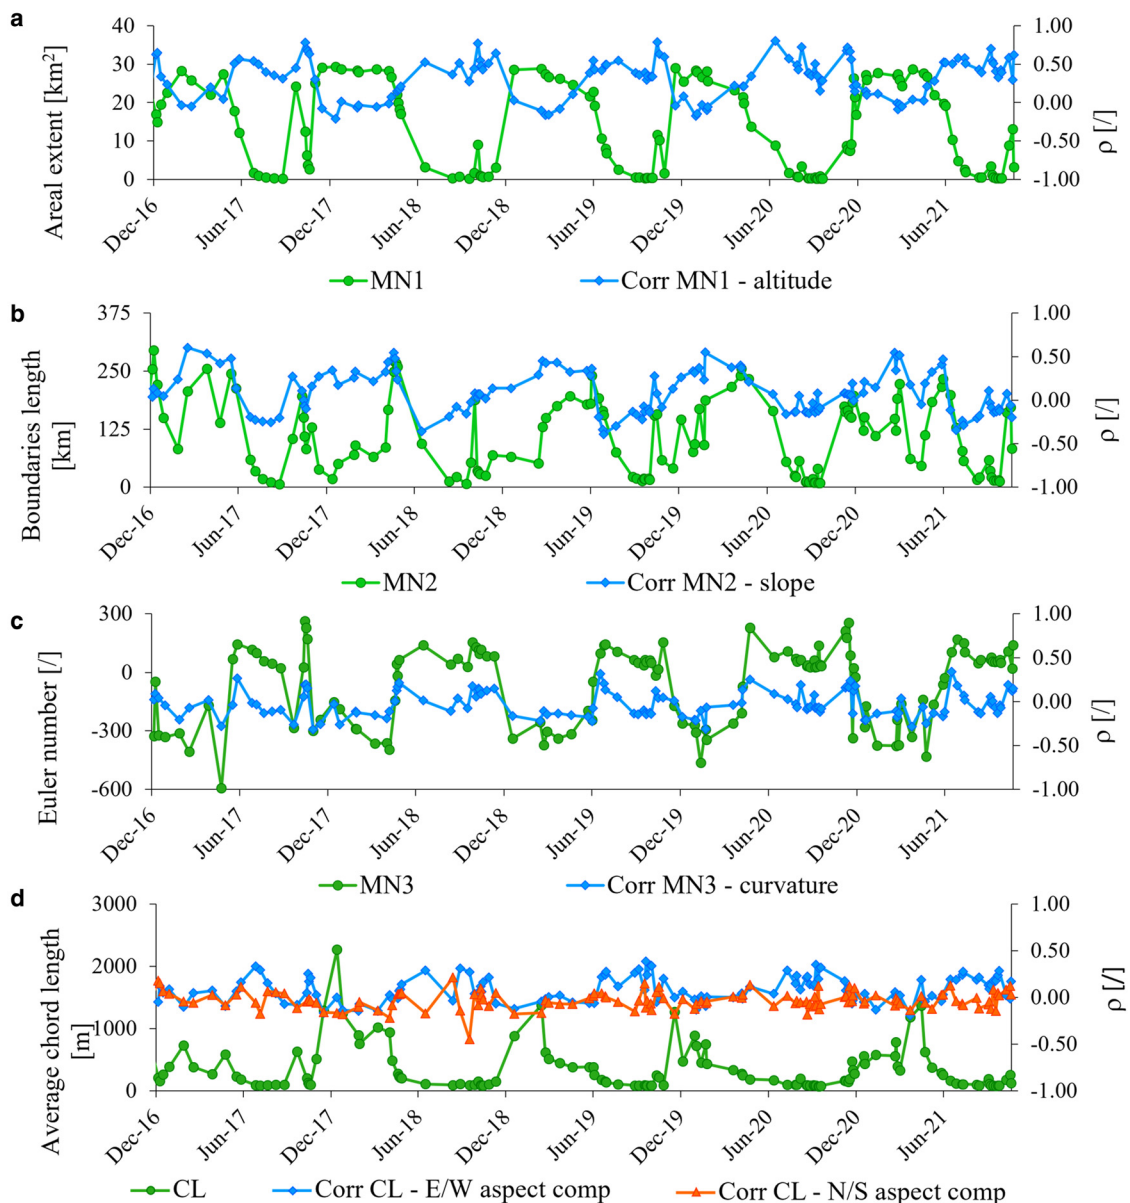 a
Areal extent [km²]
40
30
20
10
0
1.00
0.50
0.00
-0.50
-1.00
ρ [/]
Dec-16 Jun-17 Dec-17 Jun-18 Dec-18 Jun-19 Dec-19 Jun-20 Dec-20 Jun-21
MN1 Corr MN1 - altitude
b
Boundaries length
[km]
375
250
125
0
1.00
0.50
0.00
-0.50
-1.00
ρ [/]
Dec-16 Jun-17 Dec-17 Jun-18 Dec-18 Jun-19 Dec-19 Jun-20 Dec-20 Jun-21
MN2 Corr MN2 - slope
c
Euler number [/]
300
0
-300
-600
1.00
0.50
0.00
-0.50
-1.00
ρ [/]
Dec-16 Jun-17 Dec-17 Jun-18 Dec-18 Jun-19 Dec-19 Jun-20 Dec-20 Jun-21
MN3 Corr MN3 - curvature
d
Average chord length
[m]
3000
2000
1000
0
1.00
0.50
0.00
-0.50
-1.00
ρ [/]
Dec-16 Jun-17 Dec-17 Jun-18 Dec-18 Jun-19 Dec-19 Jun-20 Dec-20 Jun-21
CL Corr CL - E/W aspect comp Corr CL - N/S aspect comp